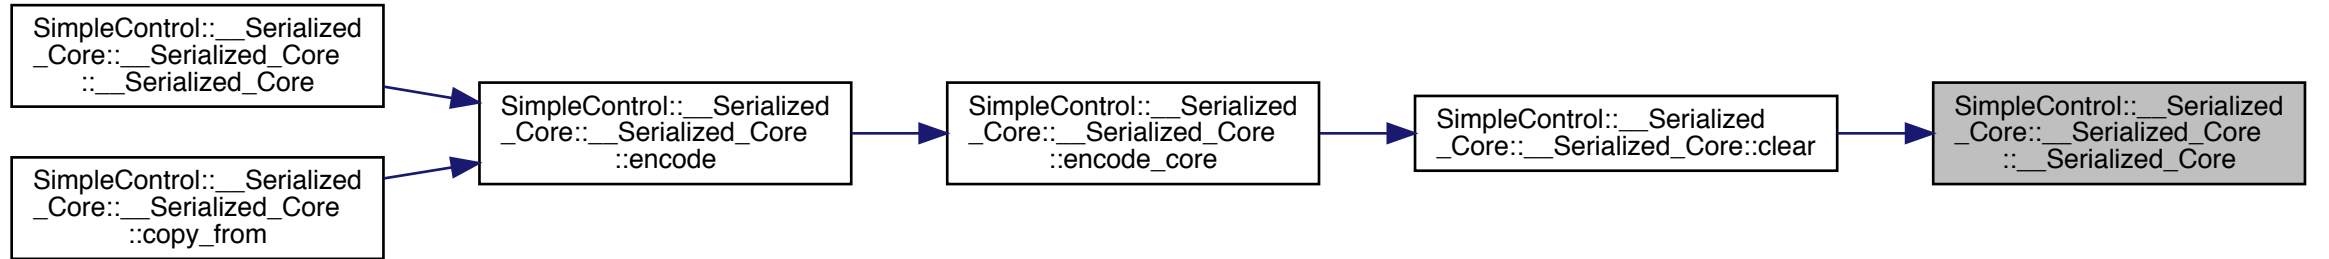 SimpleControl::__Serialized
_Core::__Serialized_Core
::__Serialized_Core
SimpleControl::__Serialized
_Core::__Serialized_Core
::copy_from
SimpleControl::__Serialized
_Core::__Serialized_Core
::encode
SimpleControl::__Serialized
_Core::__Serialized_Core
::encode_core
SimpleControl::__Serialized
_Core::__Serialized_Core::clear
SimpleControl::__Serialized
_Core::__Serialized_Core
::__Serialized_Core